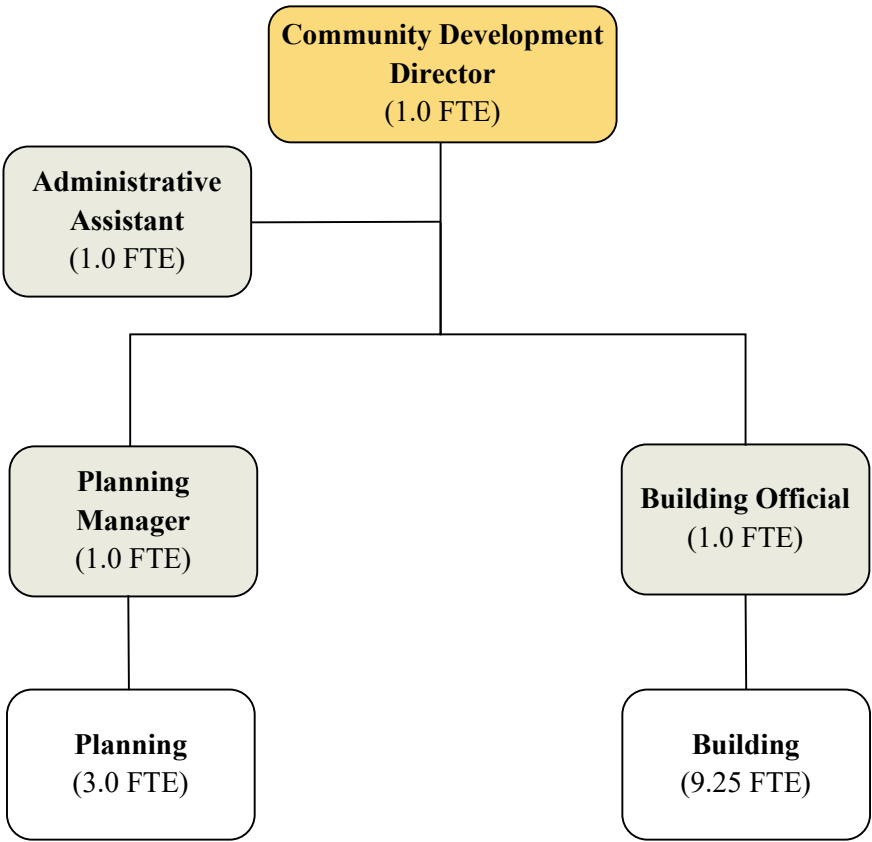 Community Development
Director
(1.0 FTE)
Administrative
Assistant
(1.0 FTE)
Planning
Manager
(1.0 FTE)
Building Official
(1.0 FTE)
Planning
(3.0 FTE)
Building
(9.25 FTE)